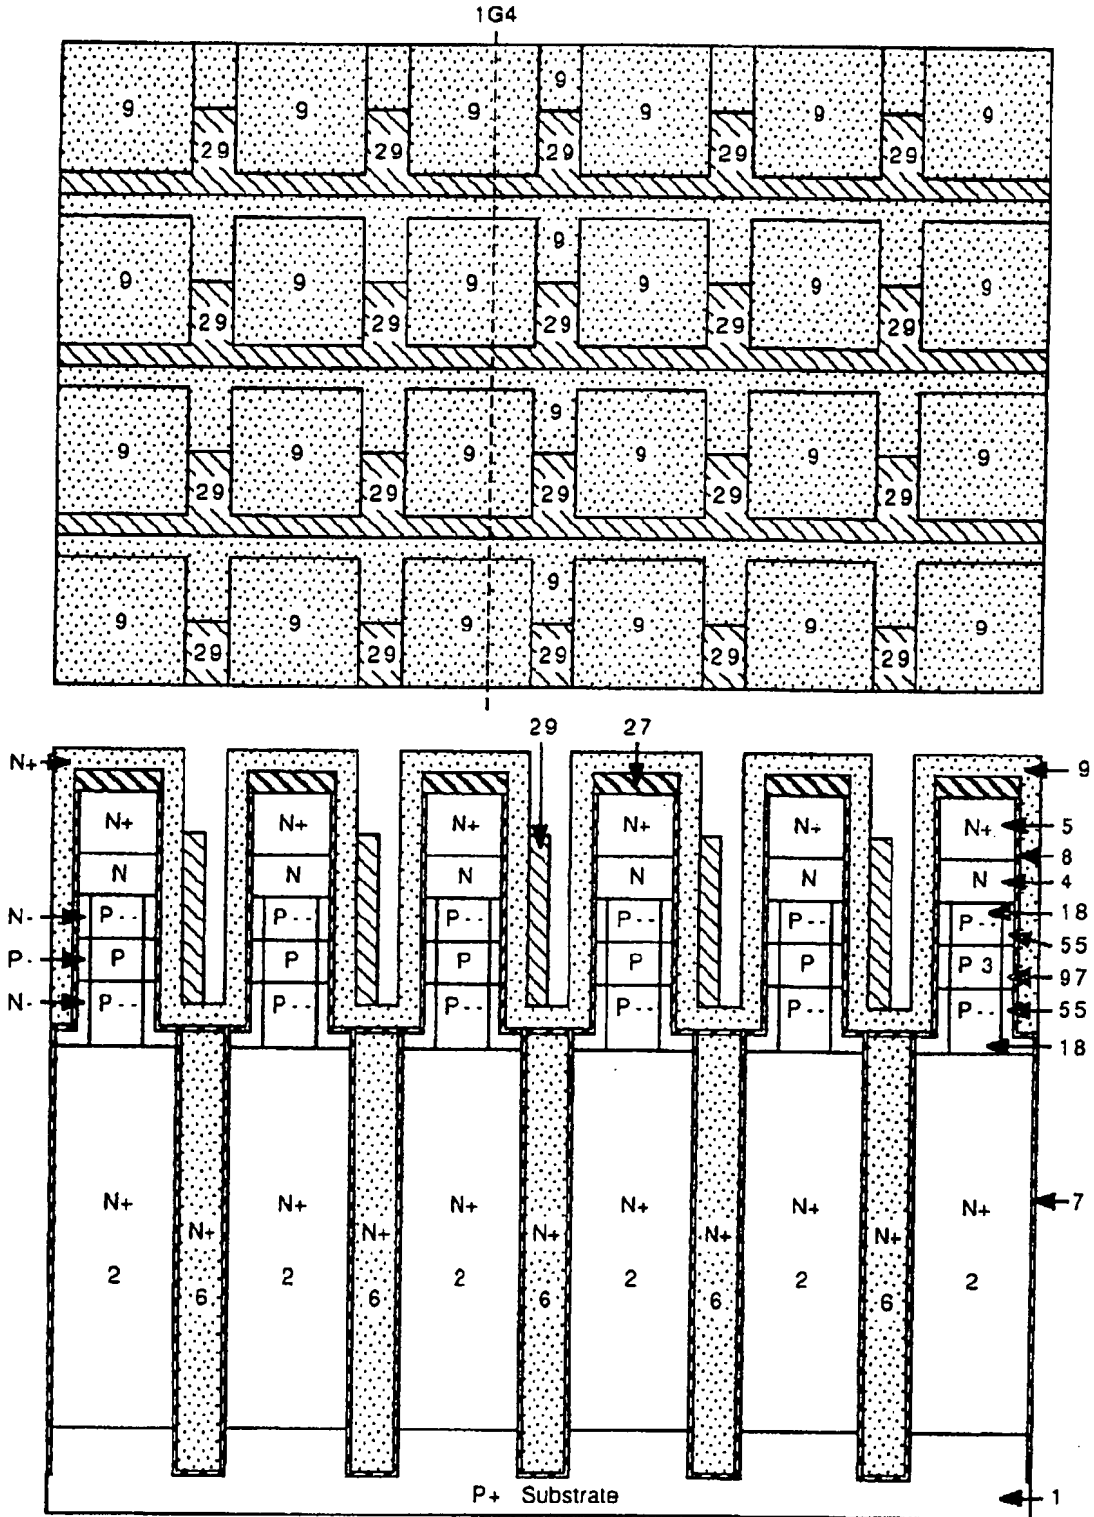 1G4
9
9 9 9 9 9 9
29 29 29 29 29
9
9 9 9 9 9 9
29 29 29 29 29
9
9 9 9 9 9 9
29 29 29 29 29
9
9 9 9 9 9 9
29 29 29 29 29
29 27
N+ 9
N+ N+ N+ N+ N+ N+ 5
8
N N N N N N 4
N- P-- P-- P-- P-- P-- P-- 18
55
P- P P P P P P 3 97
N- P-- P-- P-- P-- P-- P-- 55
18
N+ N+ N+ N+ N+ N+ 7
N+ N+ N+ N+ N+
2 2 2 2 2 2
6 6 6 6 6
P+ Substrate 1